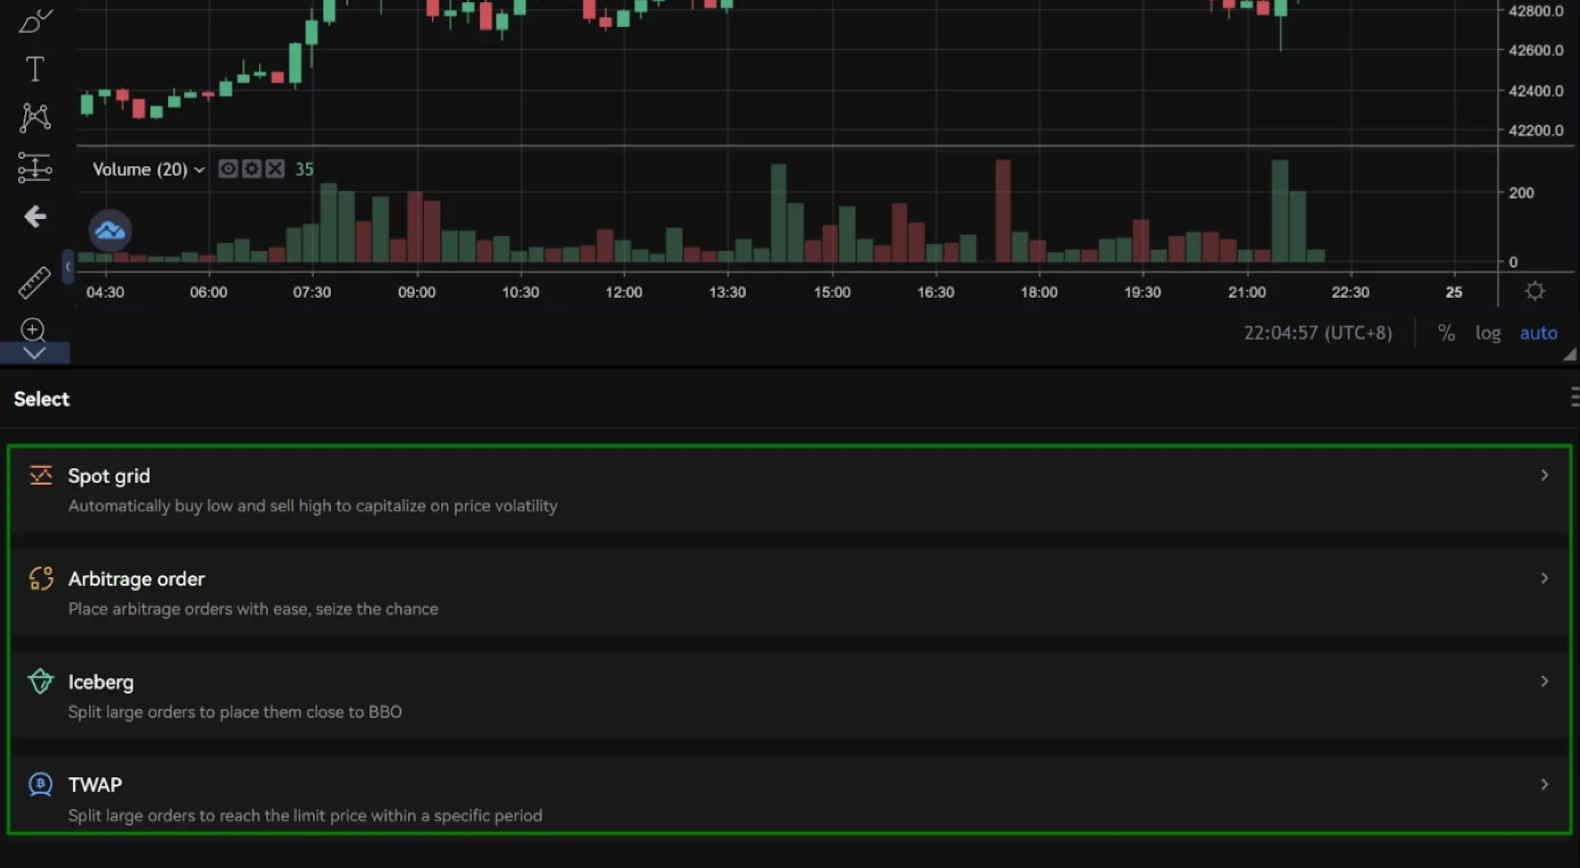 42800.0
42600.0
42400.0
42200.0
Volume (20) 35
200
0
04:30 06:00 07:30 09:00 10:30 12:00 13:30 15:00 16:30 18:00 19:30 21:00 22:30 25
22:04:57 (UTC+8) % log auto
Select
Spot grid
Automatically buy low and sell high to capitalize on price volatility
Arbitrage order
Place arbitrage orders with ease, seize the chance
Iceberg
Split large orders to place them close to BBO
TWAP
Split large orders to reach the limit price within a specific period